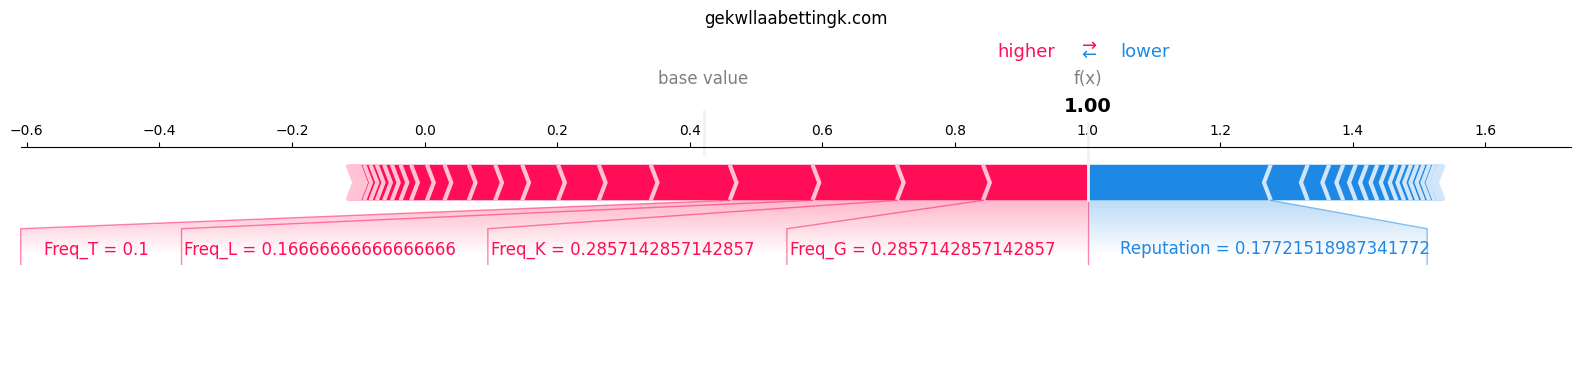 gekwllaabettingk.com
higher ⇄ lower
base value f(x)
1.00
−0.6 −0.4 −0.2 0.0 0.2 0.4 0.6 0.8 1.0 1.2 1.4 1.6
Freq_T = 0.1 Freq_L = 0.16666666666666666 Freq_K = 0.2857142857142857 Freq_G = 0.2857142857142857 Reputation = 0.17721518987341772